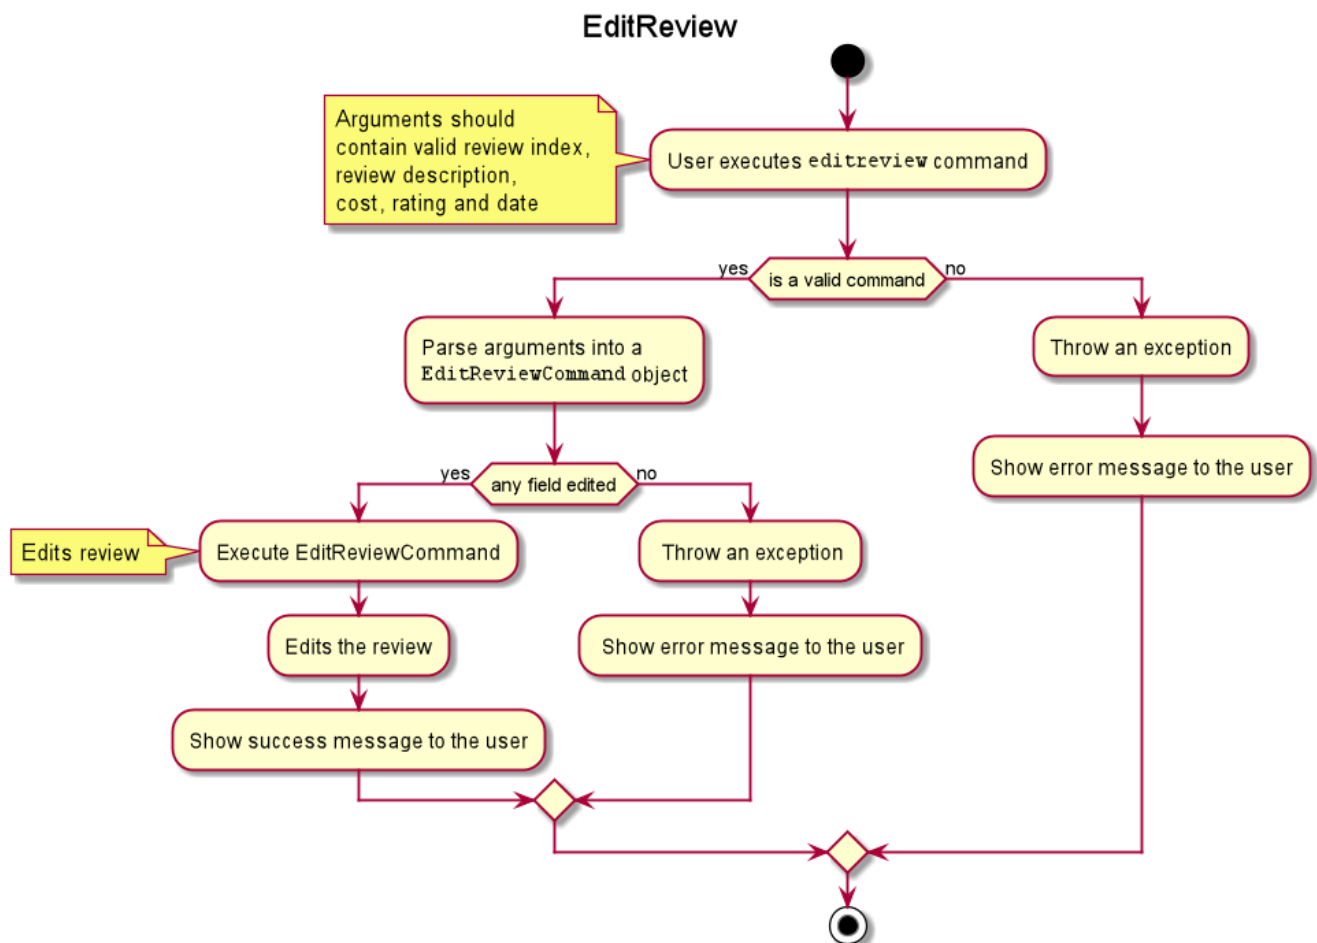 EditReview
Arguments should
contain valid review index,
review description,
cost, rating and date
User executes editreview command
is a valid command
yes
no
Parse arguments into a
EditReviewCommand object
Throw an exception
Show error message to the user
any field edited
yes
no
Edits review
Execute EditReviewCommand
Throw an exception
Edits the review
Show error message to the user
Show success message to the user